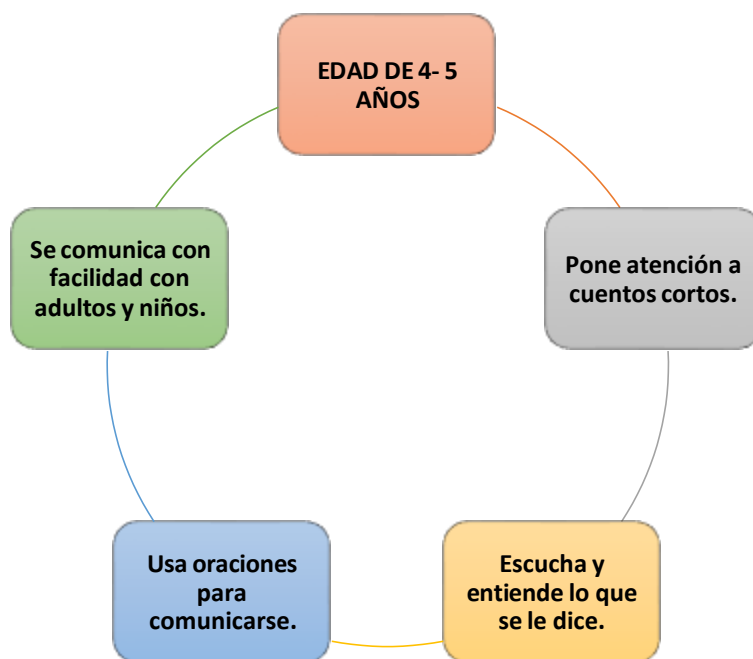 EDAD DE 4- 5
AÑOS
Pone atención a
cuentos cortos.
Escucha y
entiende lo que
se le dice.
Usa oraciones
para
comunicarse.
Se comunica con
facilidad con
adultos y niños.